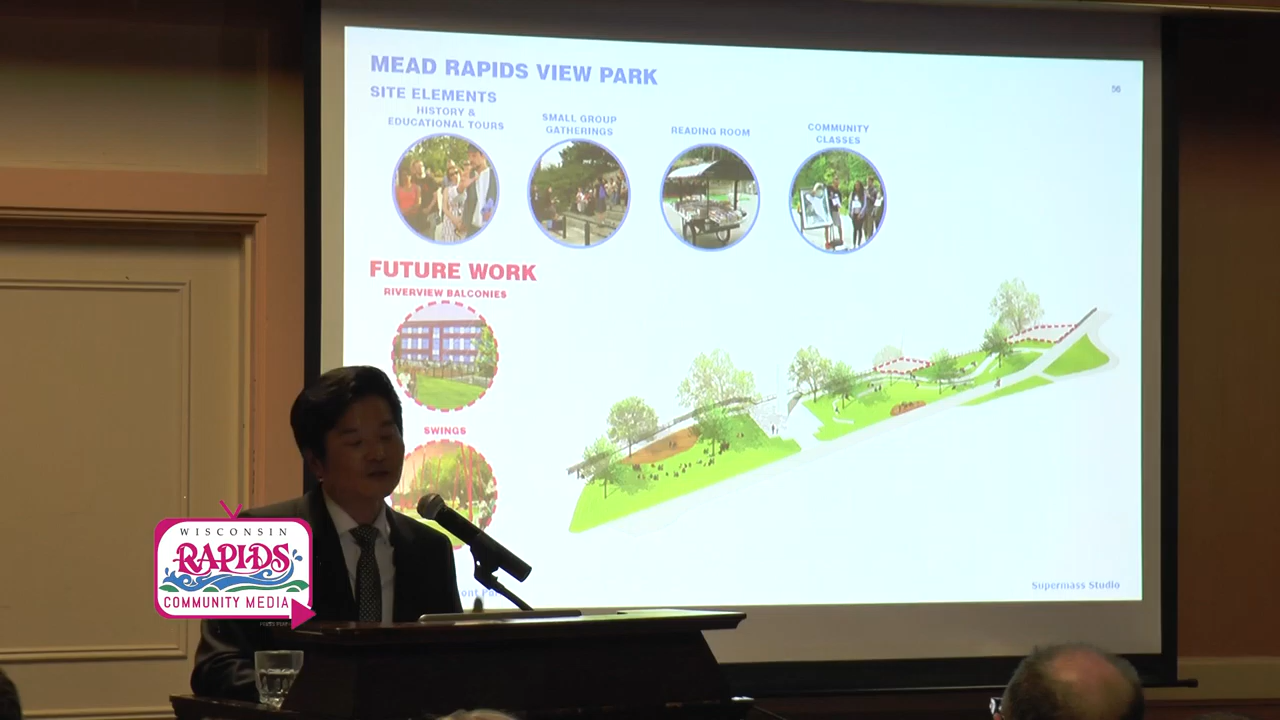 MEAD RAPIDS VIEW PARK
56
SITE ELEMENTS
HISTORY &
EDUCATIONAL TOURS
SMALL GROUP
GATHERINGS
READING ROOM
COMMUNITY
CLASSES
FUTURE WORK
RIVERVIEW BALCONIES
SWINGS
Supermass Studio
WISCONSIN
RAPIDS
COMMUNITY MEDIA